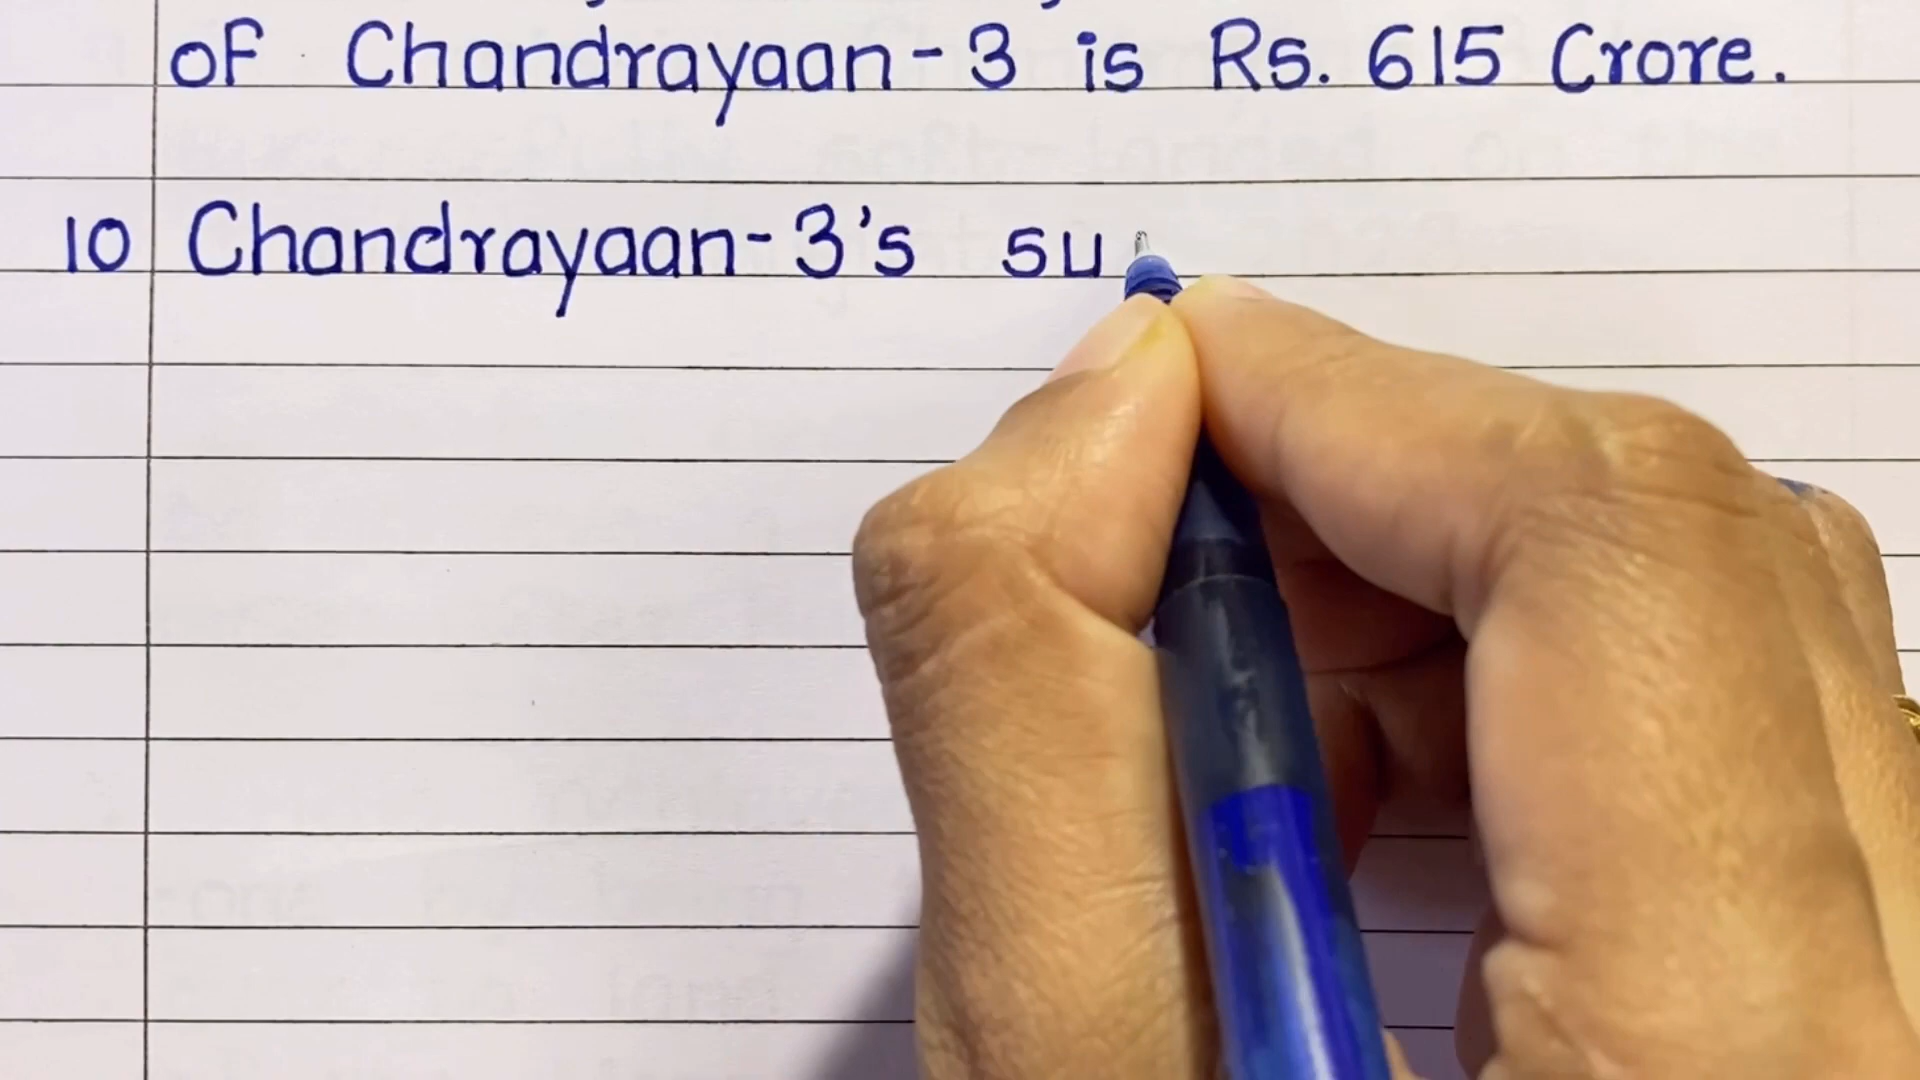 of Chandrayaan-3 is Rs. 615 Crore.
10 Chandrayaan-3's su